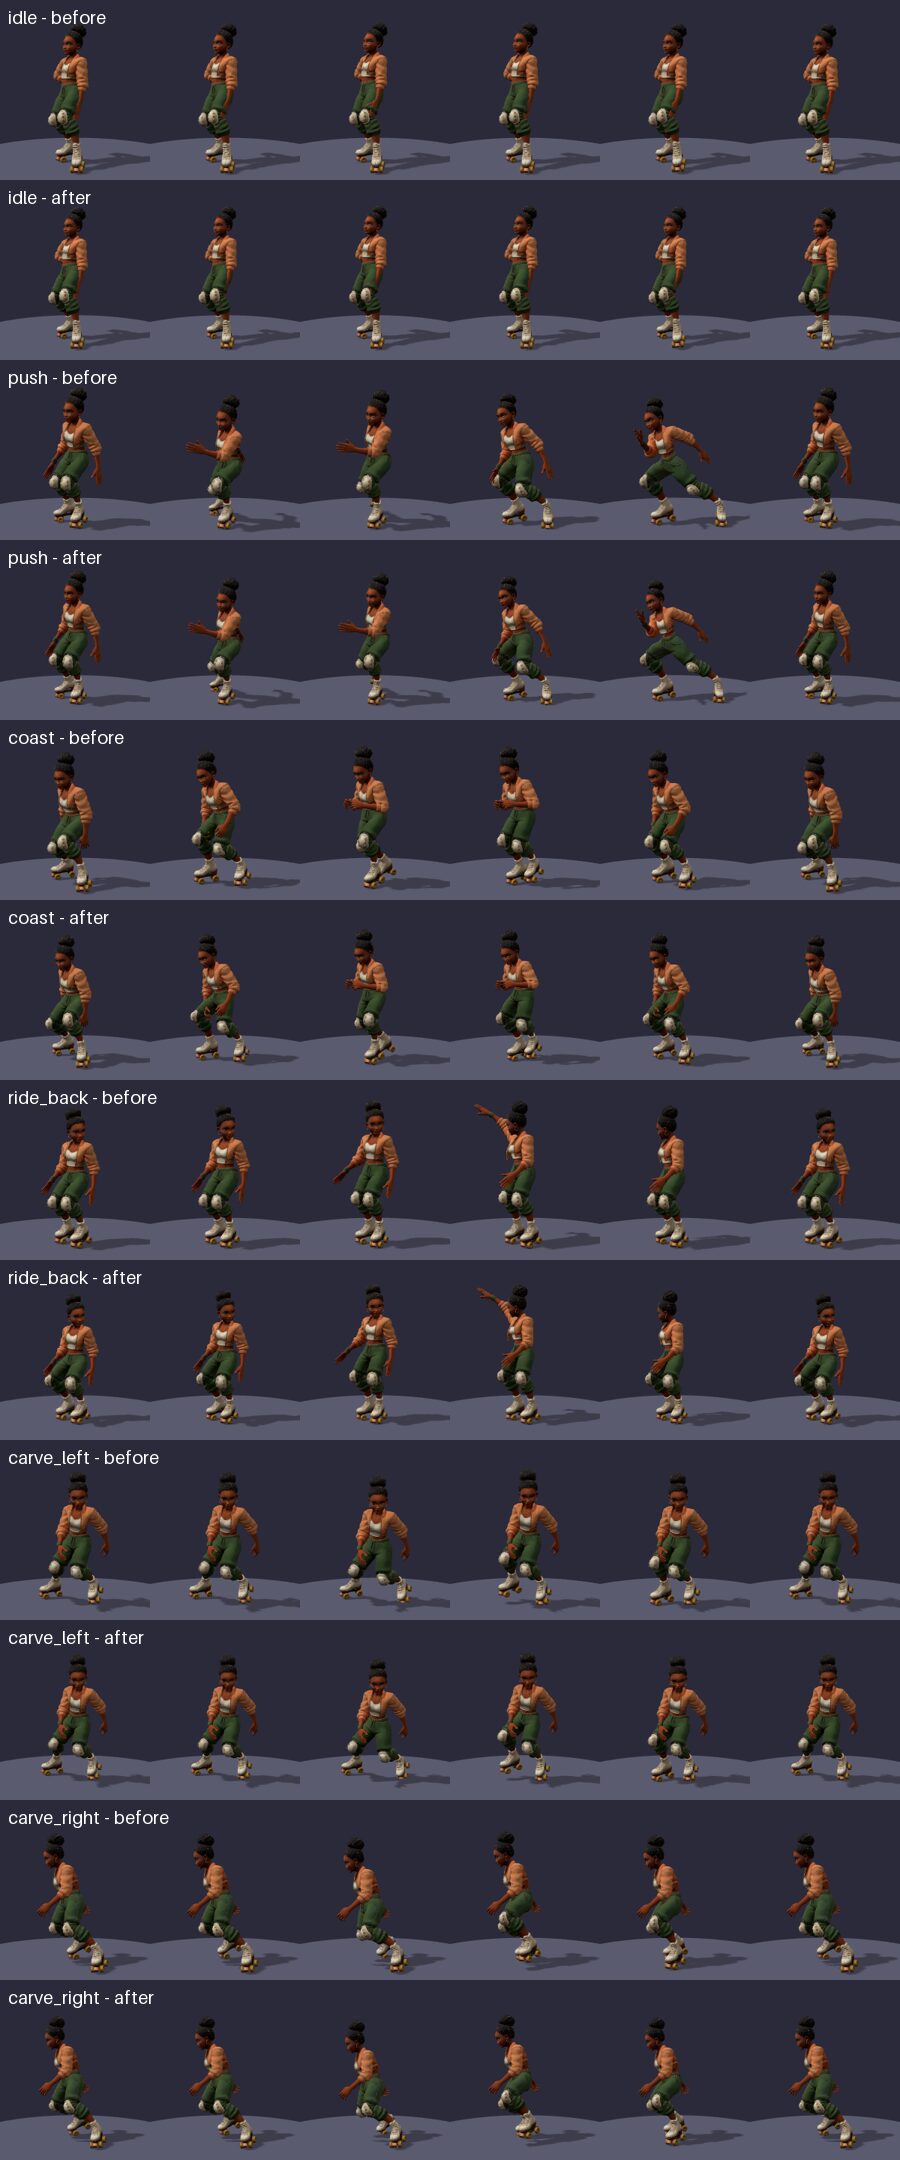 idle - before
idle - after
push - before
push - after
coast - before
coast - after
ride_back - before
ride_back - after
carve_left - before
carve_left - after
carve_right - before
carve_right - after